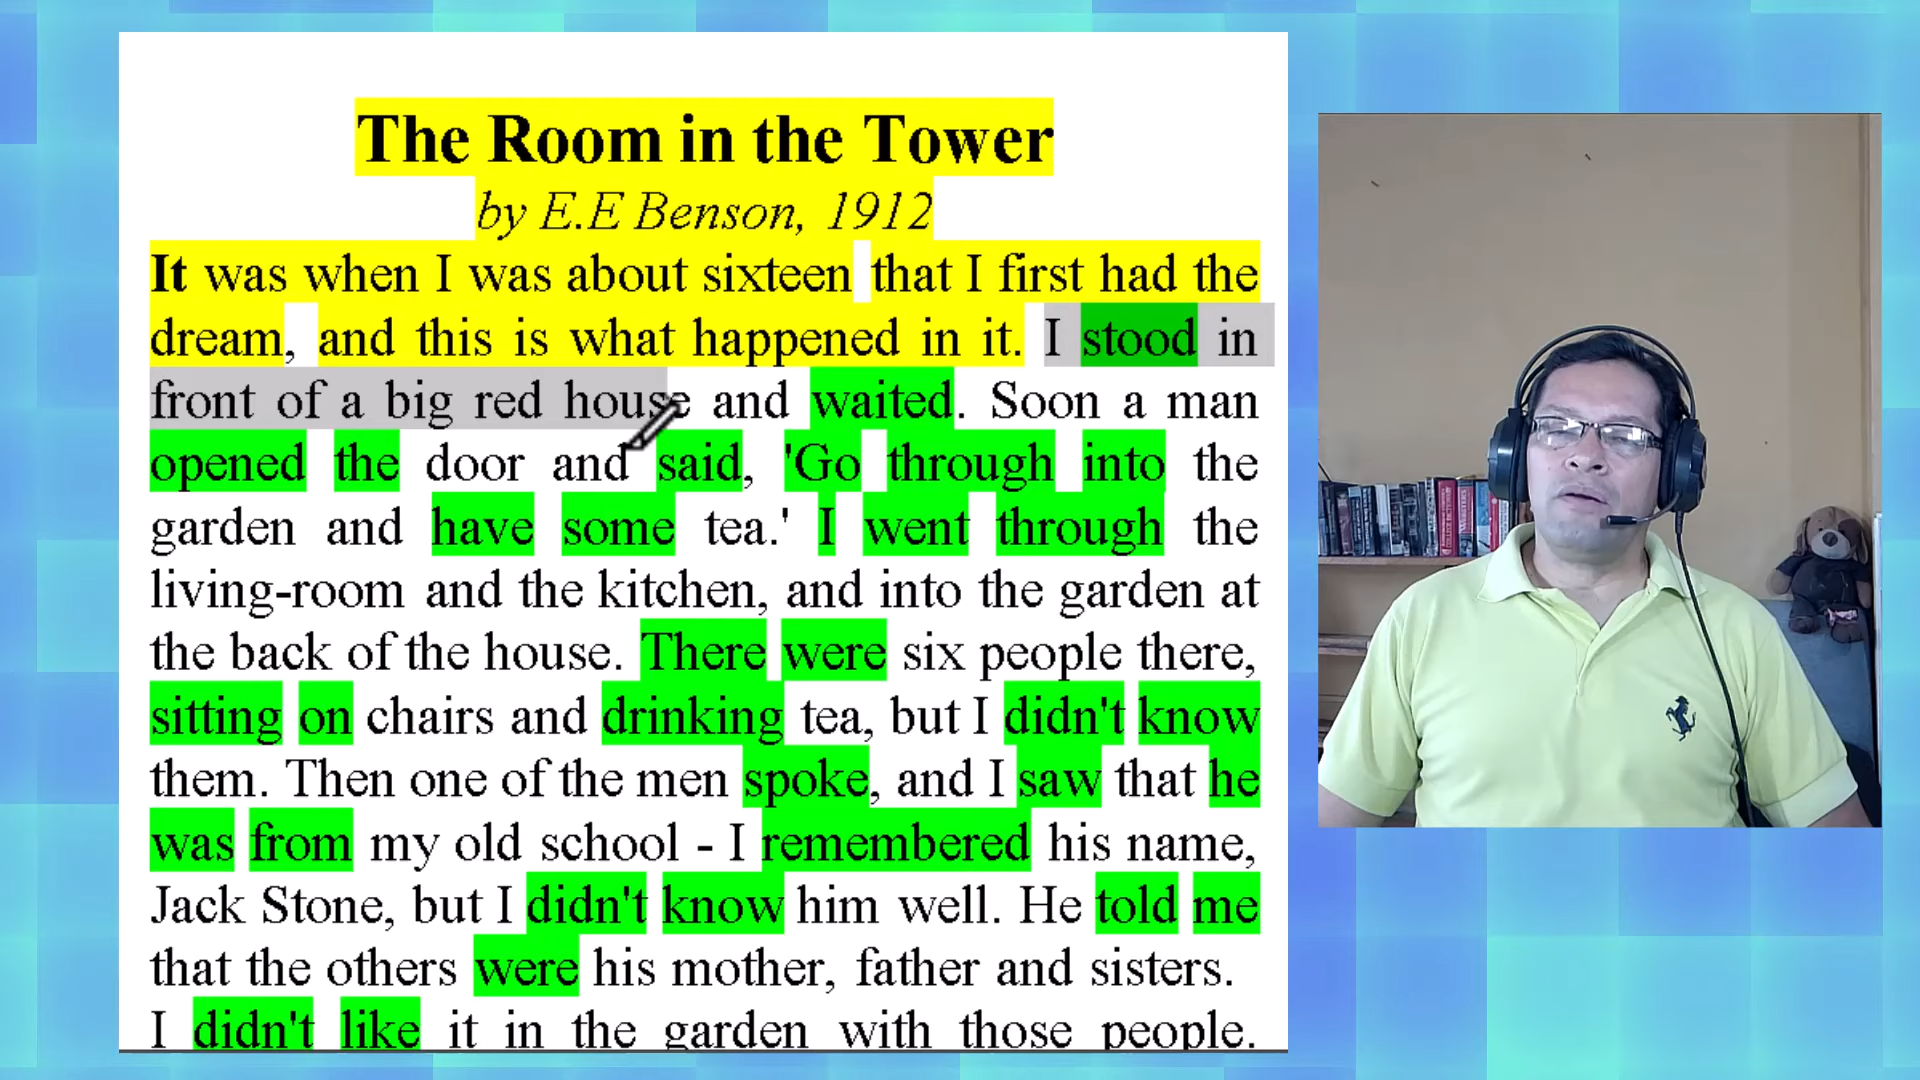 The Room in the Tower
by E.E Benson, 1912
It was when I was about sixteen that I first had the
dream, and this is what happened in it. I stood in
front of a big red house and waited. Soon a man
opened the door and said, 'Go through into the
garden and have some tea.' I went through the
living-room and the kitchen, and into the garden at
the back of the house. There were six people there,
sitting on chairs and drinking tea, but I didn't know
them. Then one of the men spoke, and I saw that he
was from my old school - I remembered his name,
Jack Stone, but I didn't know him well. He told me
that the others were his mother, father and sisters.
I didn't like it in the garden with those people.